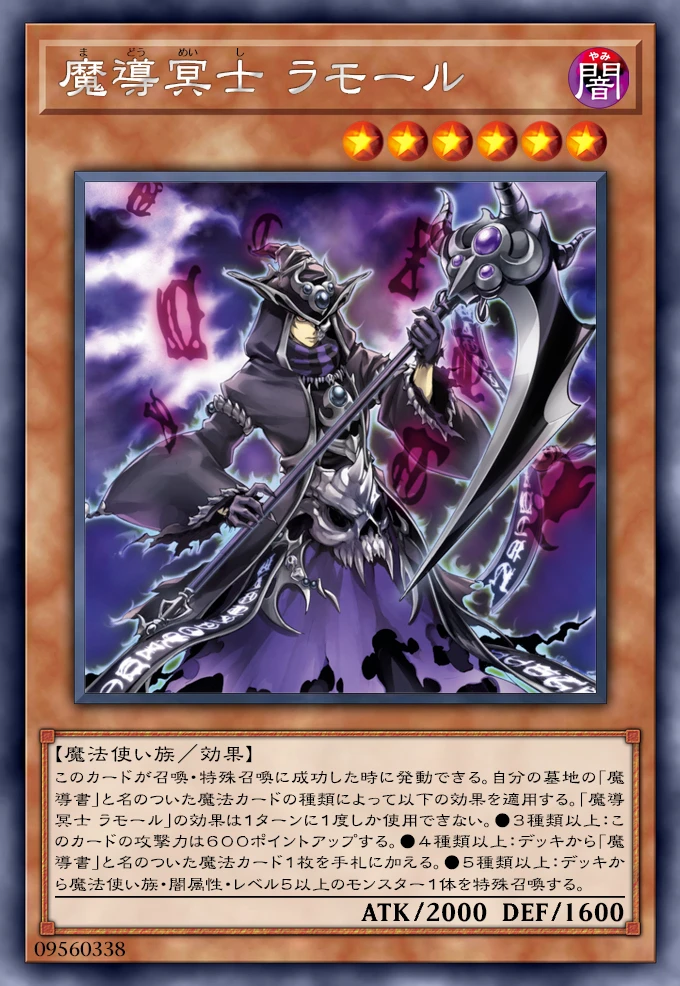 ま どう めい し
魔導冥士 ラモール
やみ
闇
【魔法使い族／効果】
このカードが召喚・特殊召喚に成功した時に発動できる。自分の墓地の「魔
導書」と名のついた魔法カードの種類によって以下の効果を適用する。「魔導
冥士 ラモール」の効果は1ターンに1度しか使用できない。●3種類以上：こ
のカードの攻撃力は６００ポイントアップする。●4種類以上：デッキから「魔
導書」と名のついた魔法カード1枚を手札に加える。●5種類以上：デッキか
ら魔法使い族・闇属性・レベル5以上のモンスター1体を特殊召喚する。
ATK/2000 DEF/1600
09560338